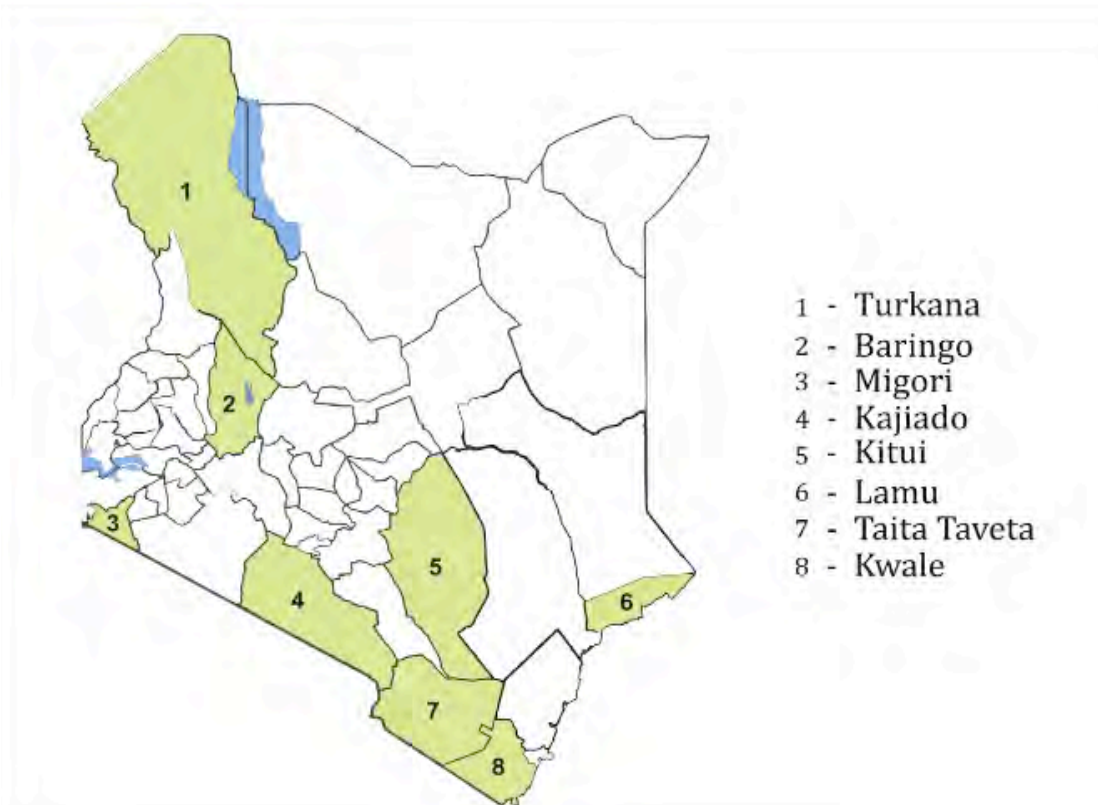 1
2
3
4
5
6
7
8
1 - Turkana
2 - Baringo
3 - Migori
4 - Kajiado
5 - Kitui
6 - Lamu
7 - Taita Taveta
8 - Kwale